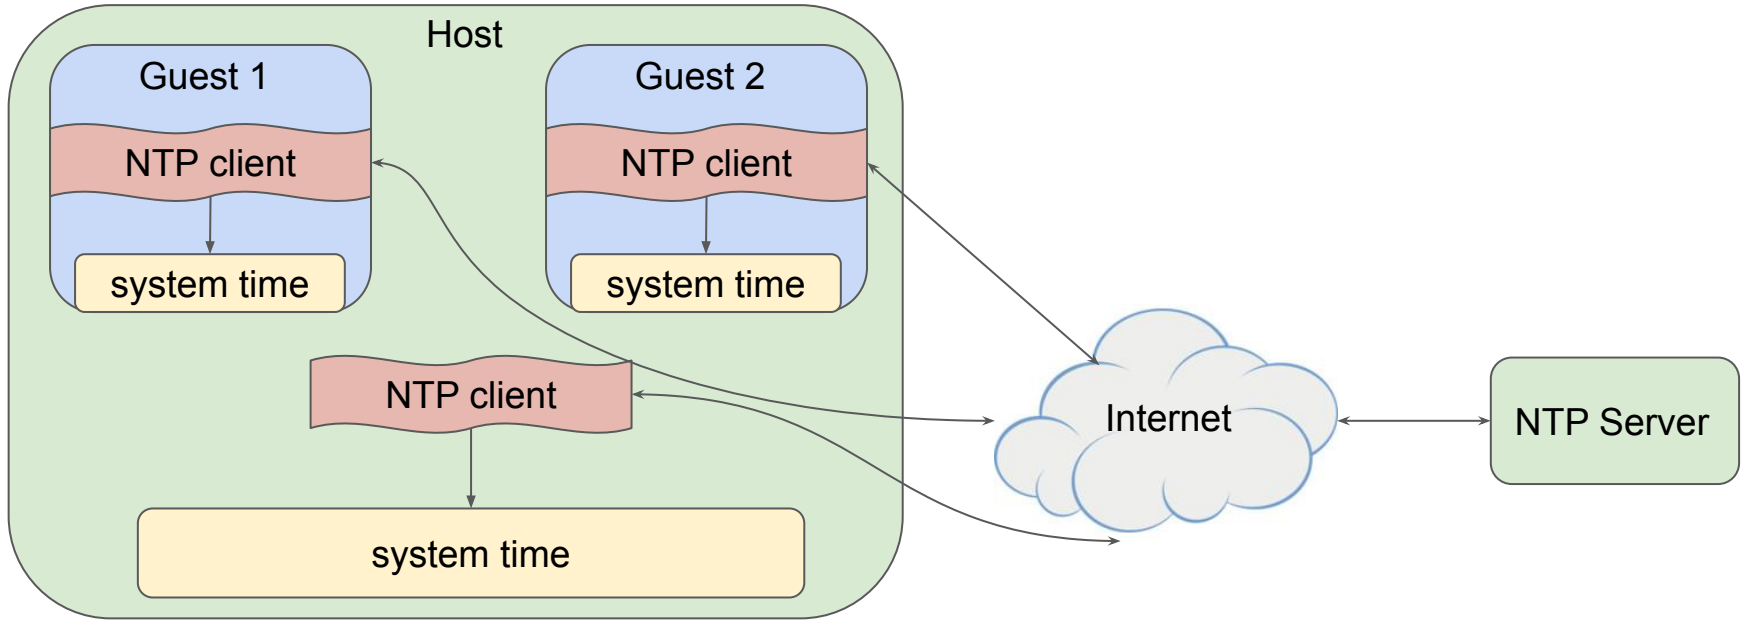 Host
Guest 1
Guest 2
NTP client
NTP client
system time
system time
NTP client
Internet
NTP Server
system time